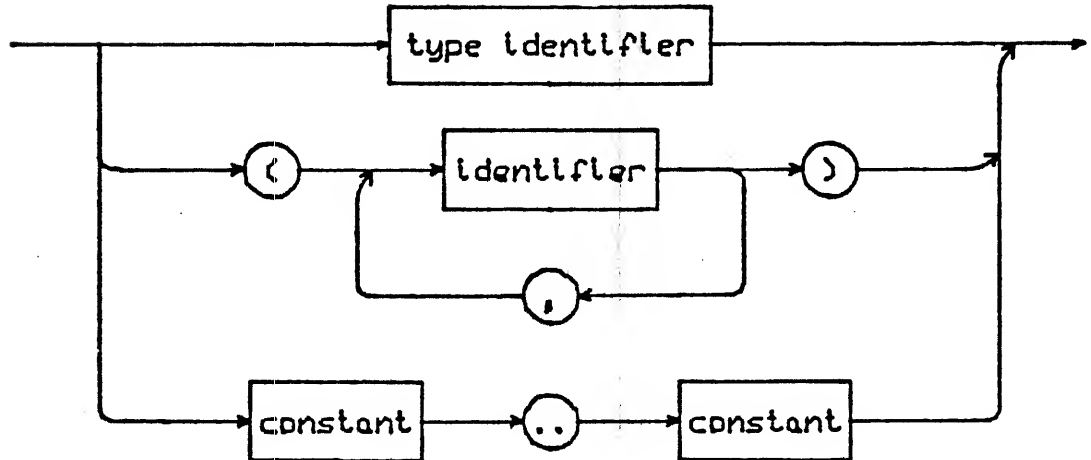 type identifier
( identifier )
,
constant .. constant